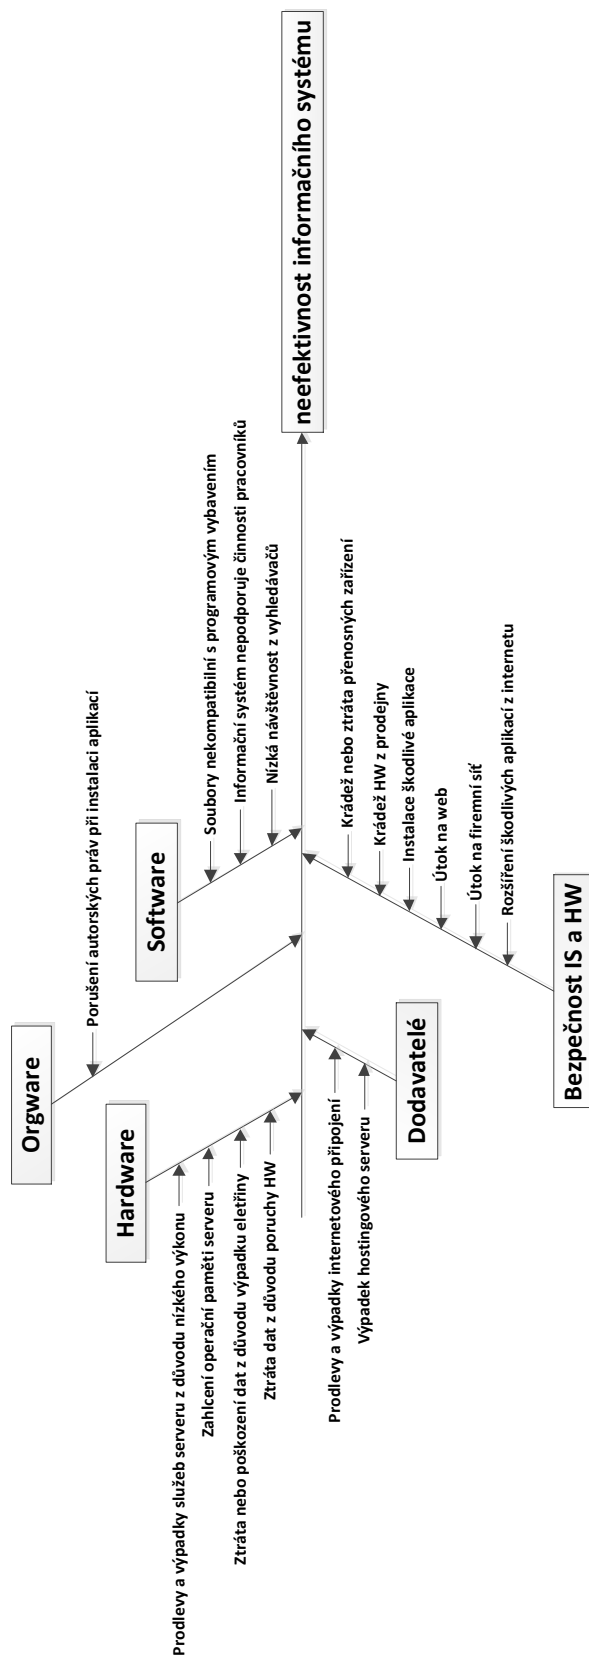 Orgware
Porušení autorských práv při instalaci aplikací
Hardware
Prodlevy a výpadky služeb serveru z důvodu nízkého výkonu
Zahlcení operační paměti serveru
Ztráta nebo poškození dat z důvodu výpadku eletřiny
Ztráta dat z důvodu poruchy HW
Software
Soubory nekompatibilní s programovým vybavením
Informační systém nepodporuje činnosti pracovníků
Nízká návštěvnost z vyhledávačů
neefektivnost informačního systému
Prodlevy a výpadky internetového připojení
Výpadek hostingového serveru
Dodavatelé
Krádež nebo ztráta přenosných zařízení
Krádež HW z prodejny
Instalace škodlivé aplikace
Útok na web
Útok na firemní síť
Rozšíření škodlivých aplikací z internetu
Bezpečnost IS a HW